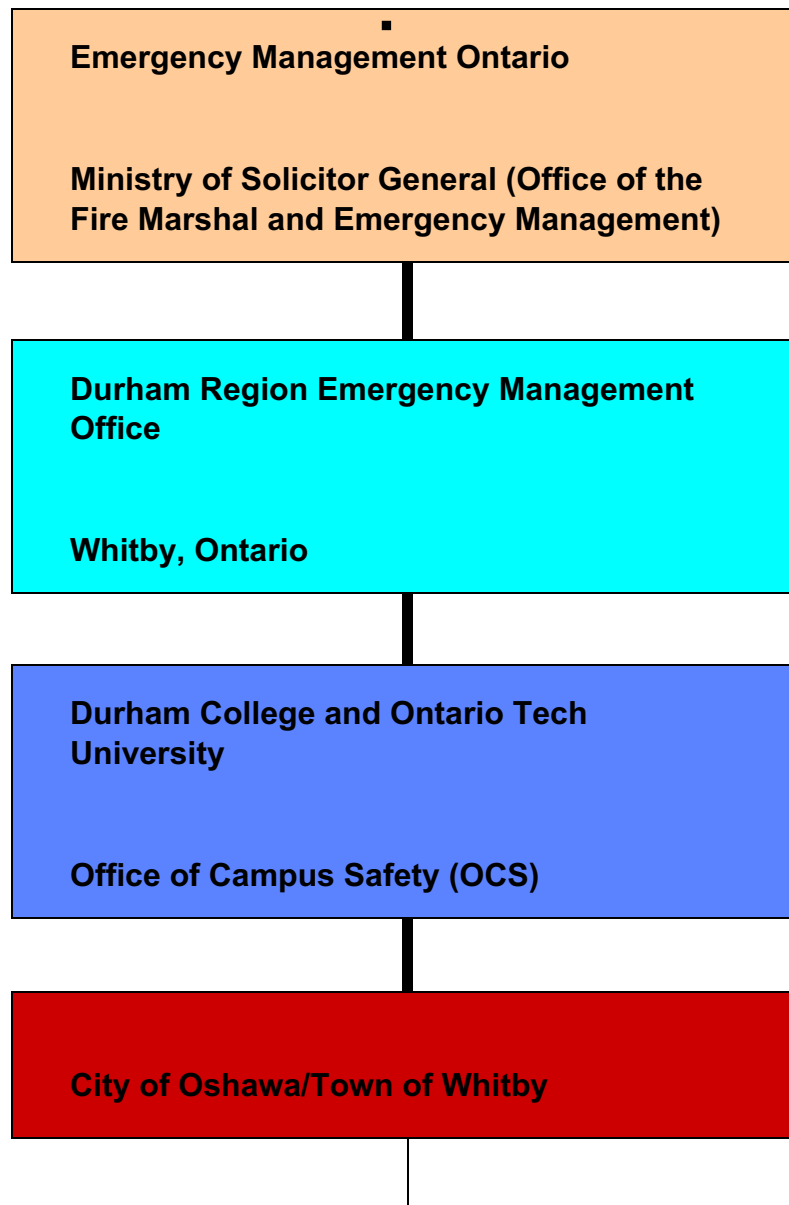 Emergency Management Ontario
Ministry of Solicitor General (Office of the
Fire Marshal and Emergency Management)
Durham Region Emergency Management
Office
Whitby, Ontario
Durham College and Ontario Tech
University
Office of Campus Safety (OCS)
City of Oshawa/Town of Whitby